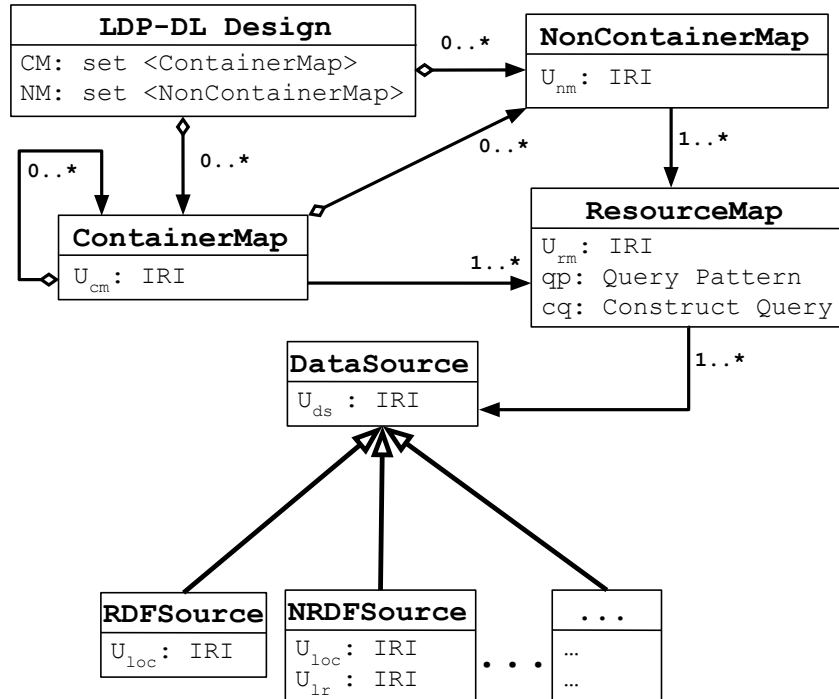 LDP-DL Design
CM: set <ContainerMap>
NM: set <NonContainerMap>
0..*
NonContainerMap
U_nm: IRI
0..*
0..*
0..*
1..*
ContainerMap
U_cm: IRI
1..*
ResourceMap
U_rm: IRI
qp: Query Pattern
cq: Construct Query
1..*
DataSource
U_ds : IRI
RDFSource
U_loc: IRI
NRDFSource
U_loc: IRI
U_lr : IRI
...
...
…
…